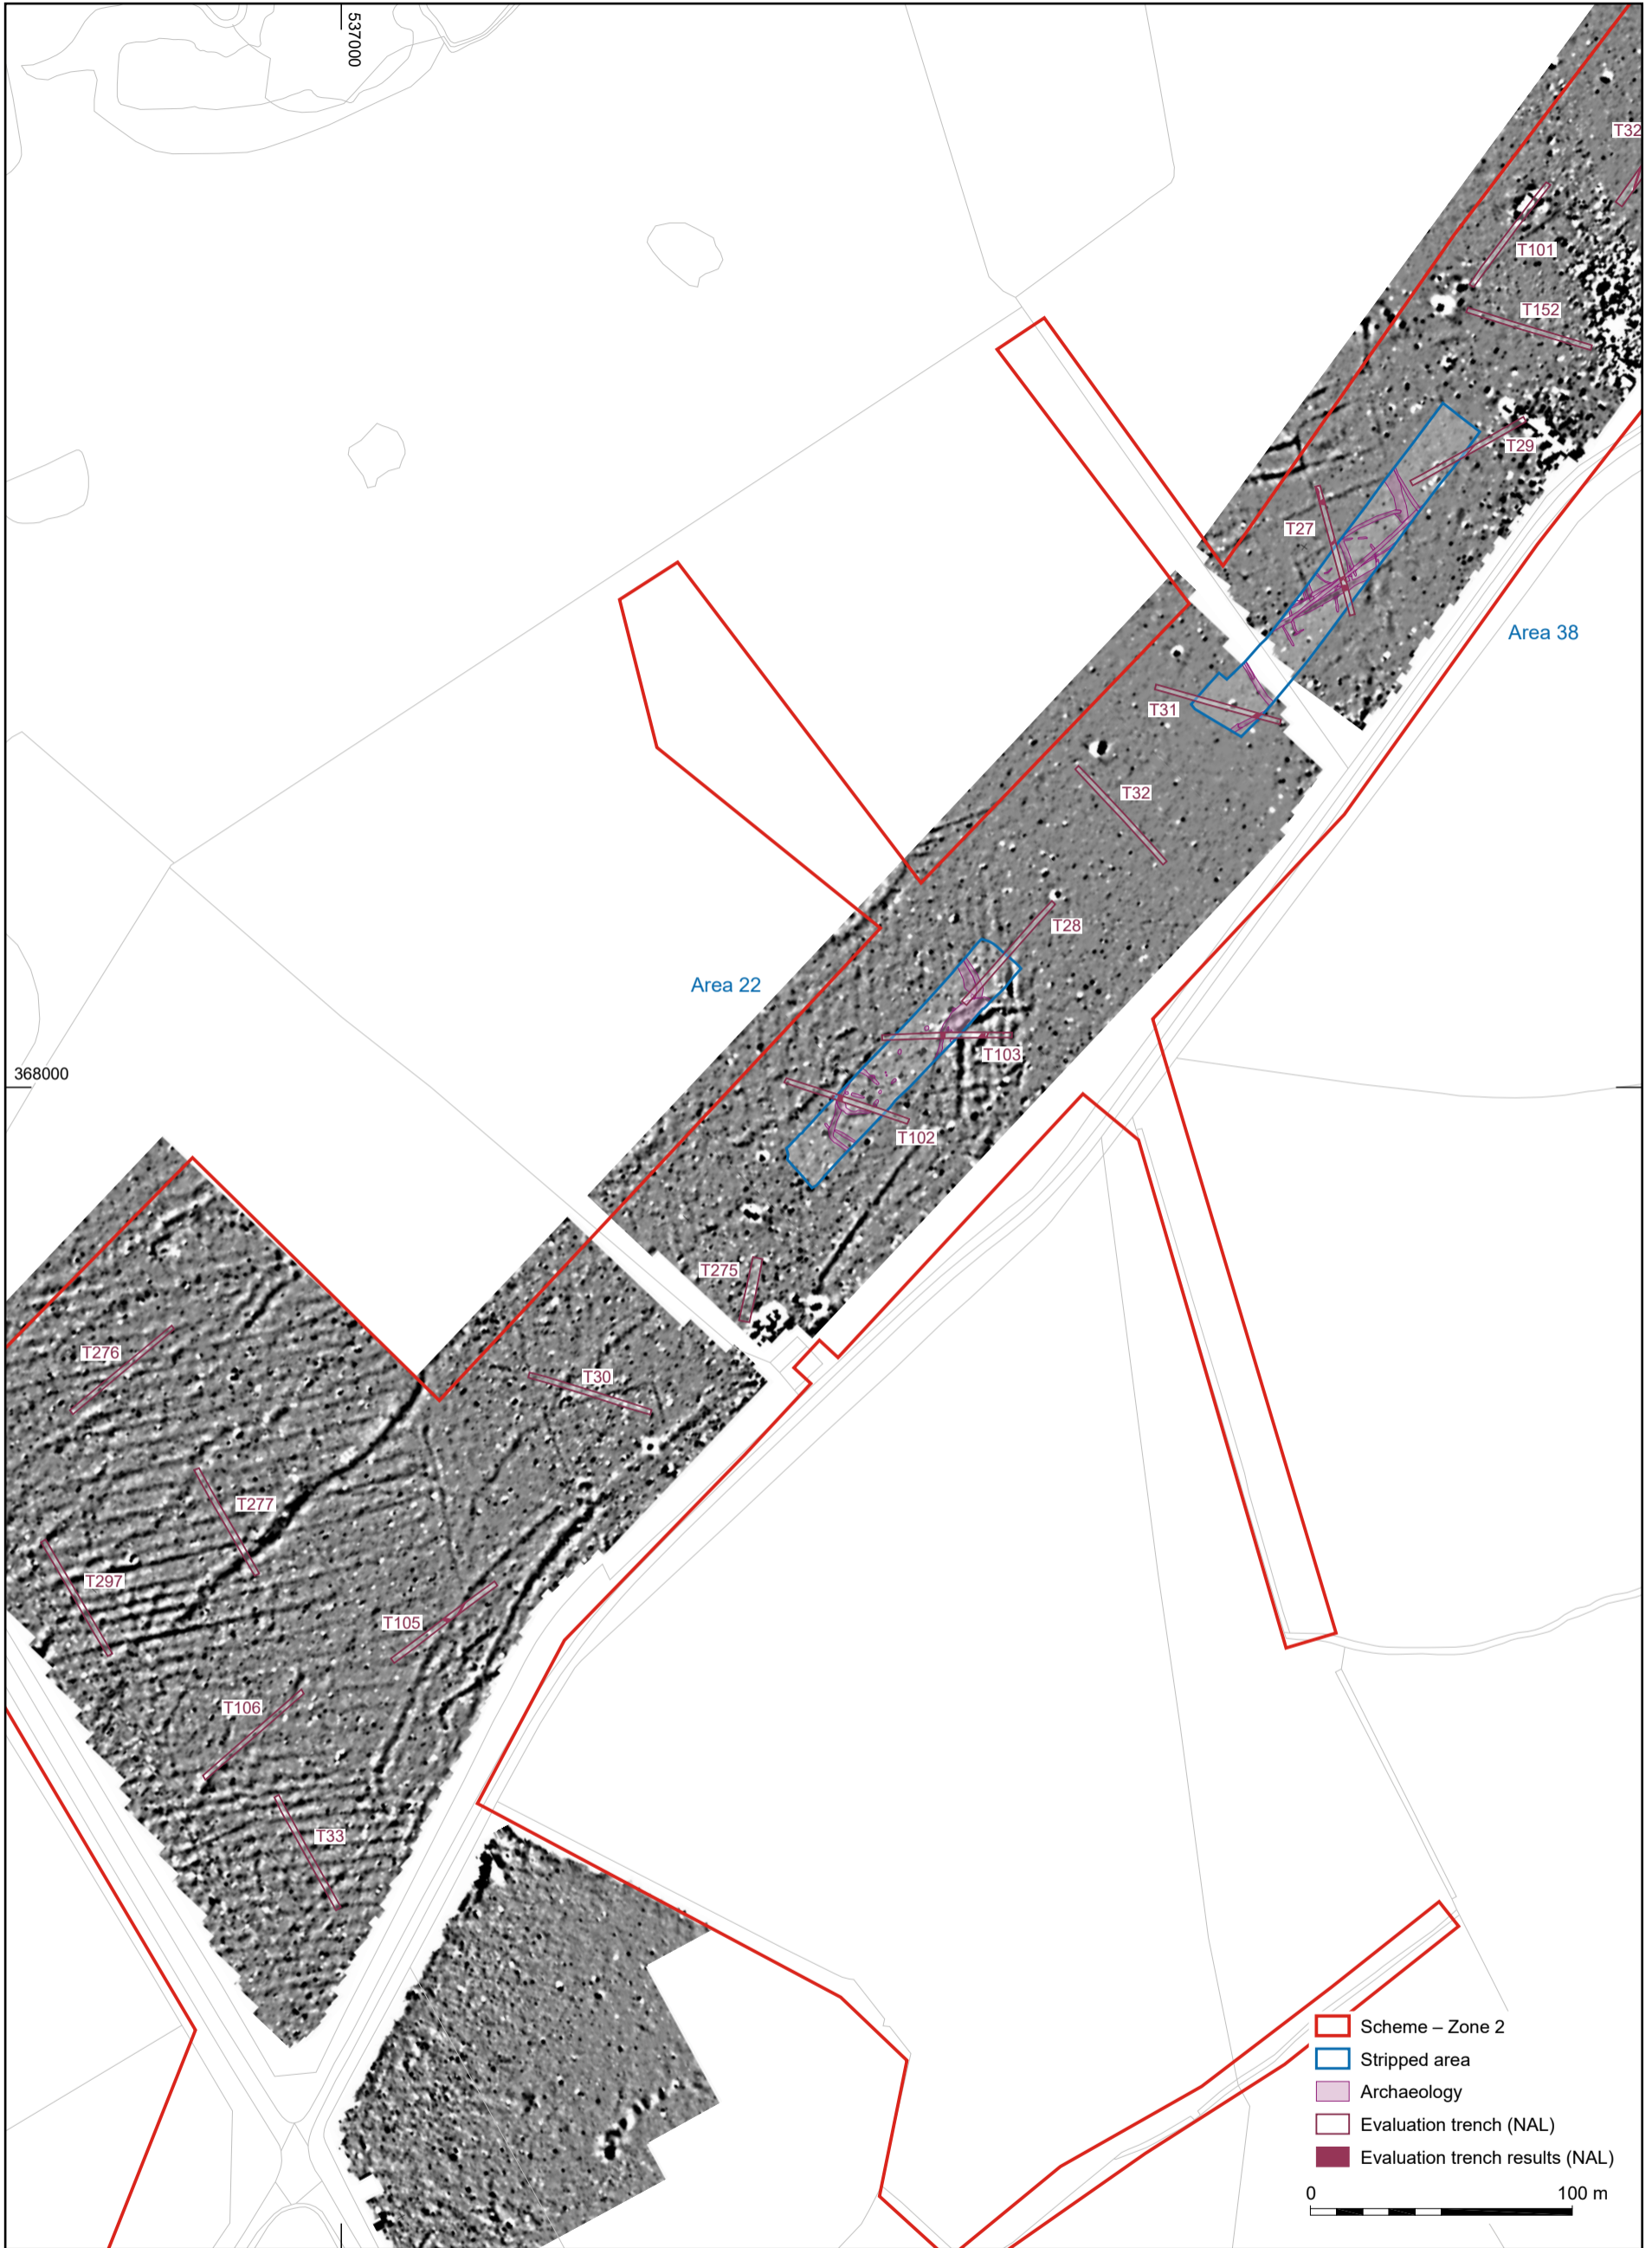 537000
T32
T101
T152
T29
T27
Area 38
T31
T32
T28
Area 22
T103
368000
T102
T275
T276
T30
T277
T297
T105
T106
T33
Scheme – Zone 2
Stripped area
Archaeology
Evaluation trench (NAL)
Evaluation trench results (NAL)
0 100 m